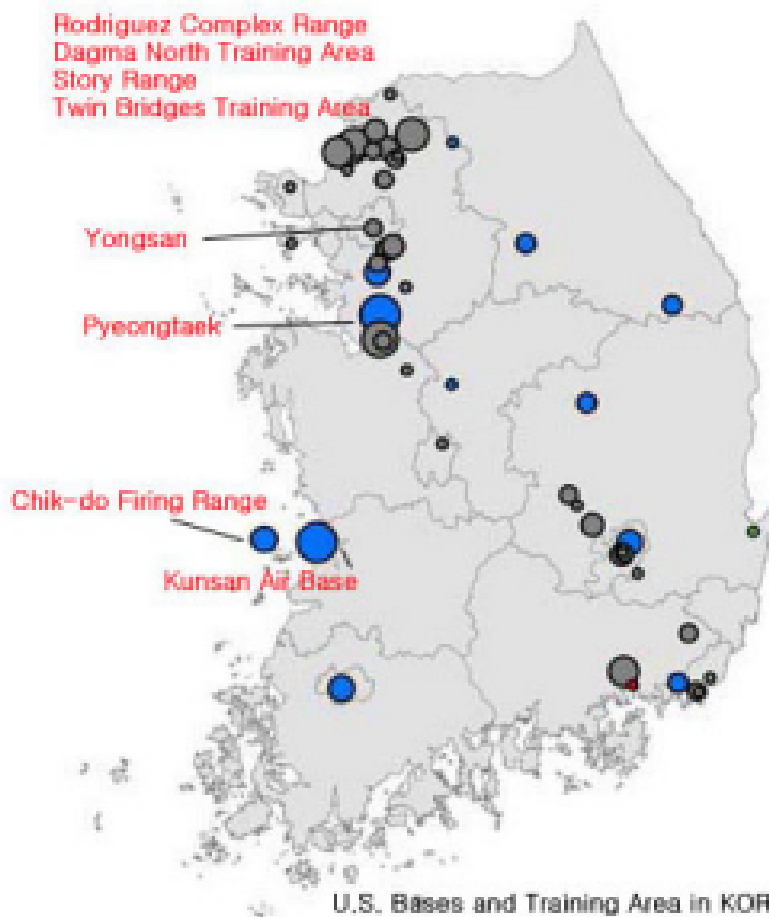 Rodriguez Complex Range
Dagma North Training Area
Story Range
Twin Bridges Training Area
Yongsan
Pyeongtaek
Chik-do Firing Range
Kunsan Air Base
U.S. Bases and Training Area in KOR